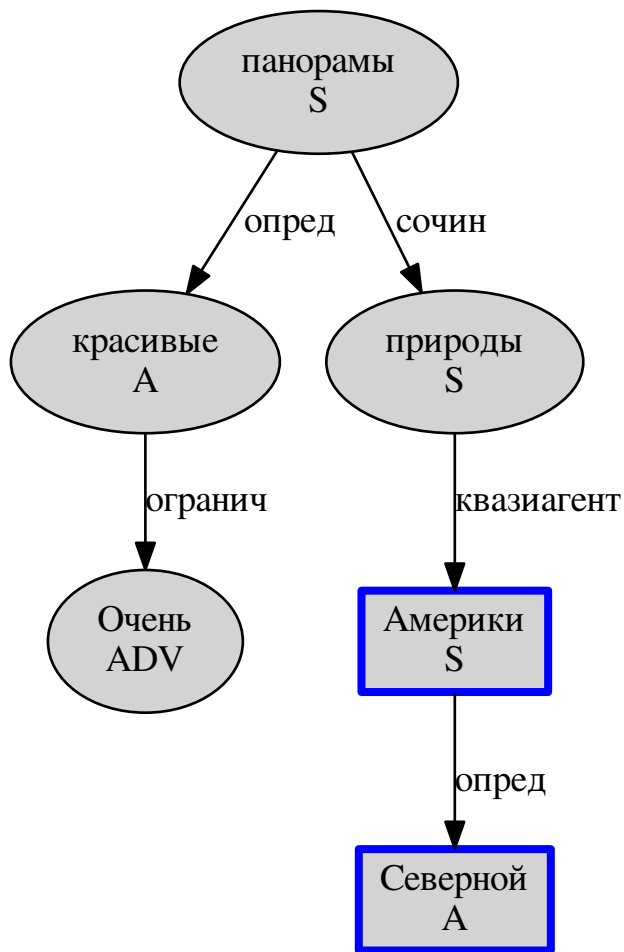 панорамы
S
опред
сочин
красивые
A
природы
S
огранич
квазиагент
Очень
ADV
Америки
S
опред
Северной
A